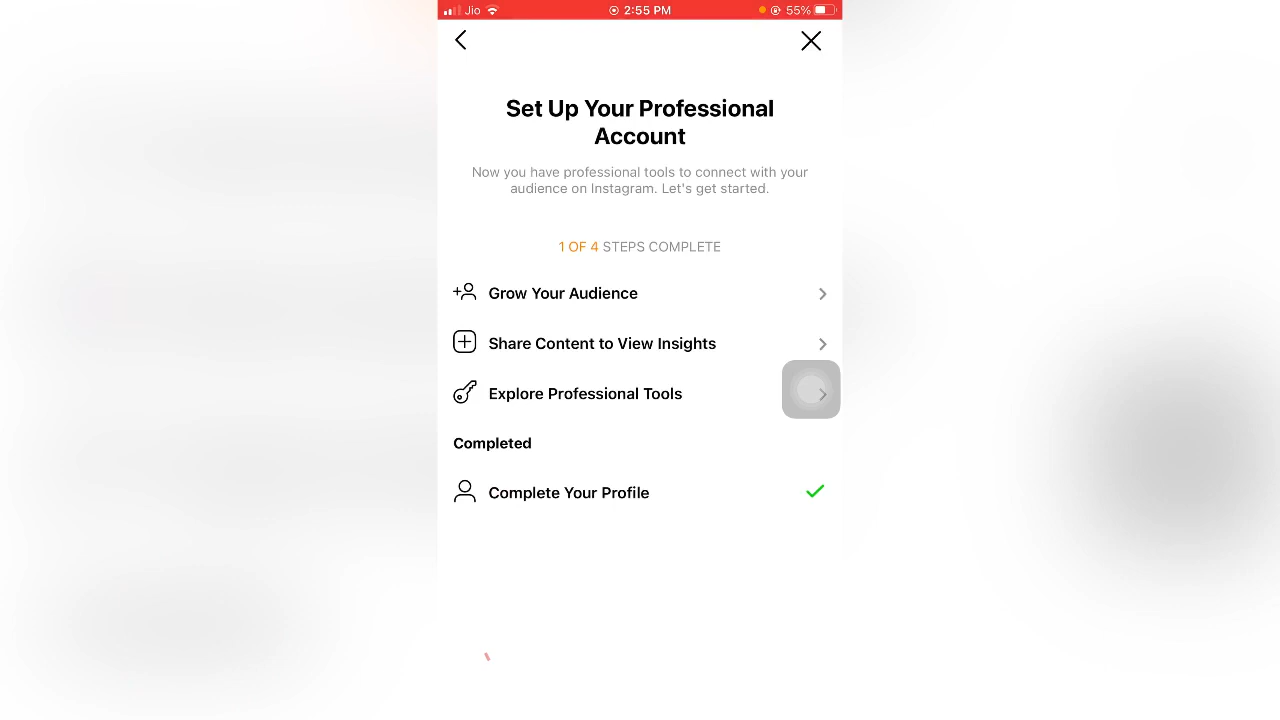 Jio 2:55 PM 55%
Set Up Your Professional
Account
Now you have professional tools to connect with your
audience on Instagram. Let's get started.
1 OF 4 STEPS COMPLETE
Grow Your Audience
Share Content to View Insights
Explore Professional Tools
Completed
Complete Your Profile